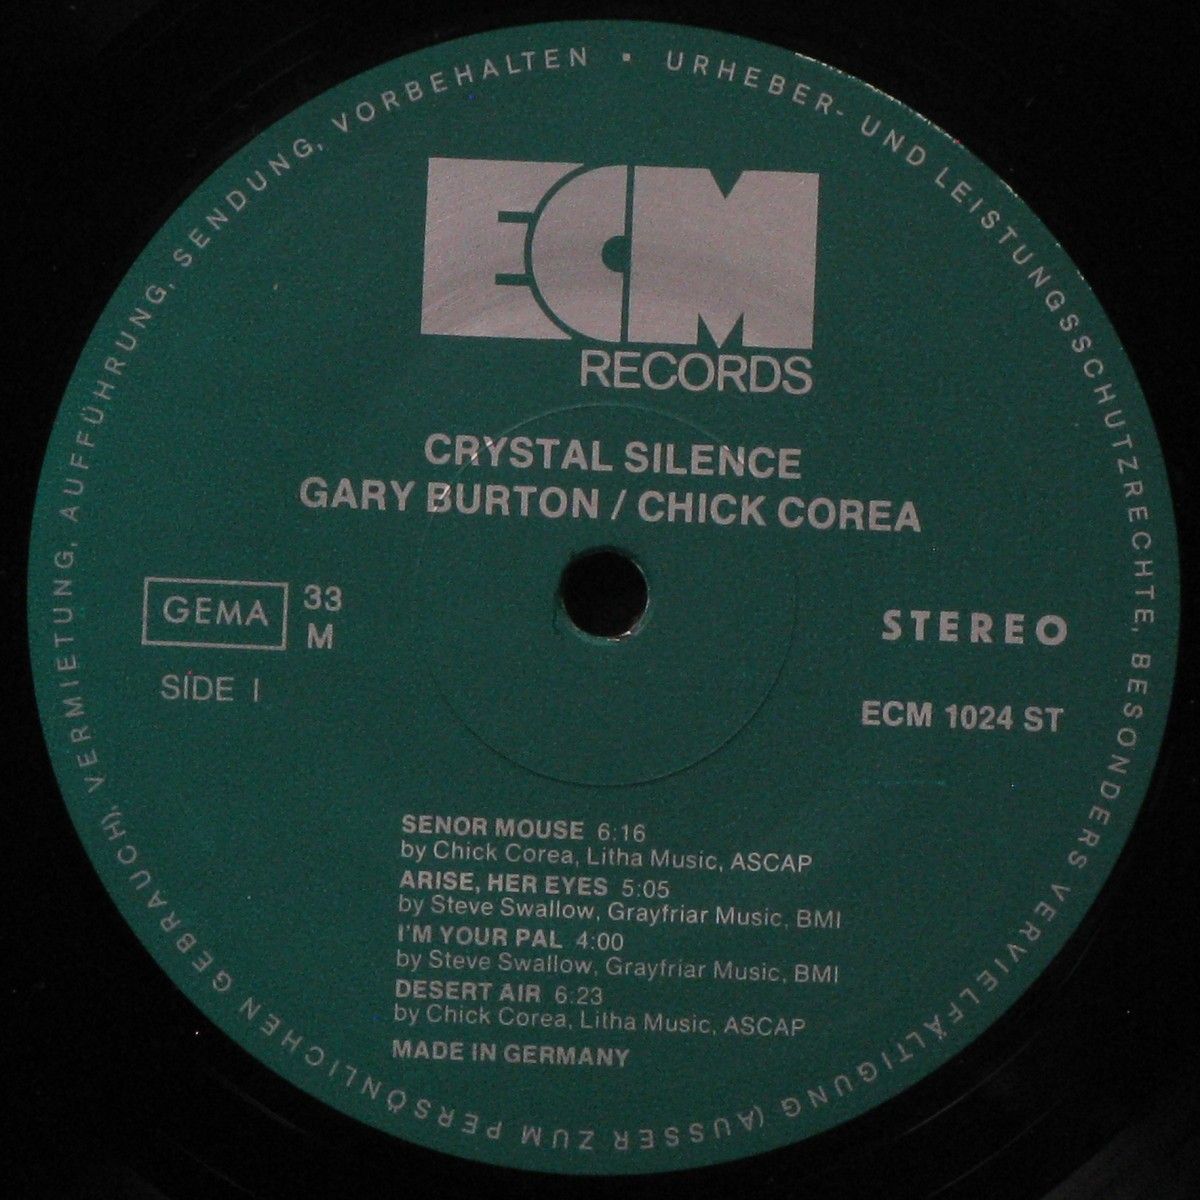 URHEBER- UND LEISTUNGSSCHUTZRECHTE, BESONDERS VERVIELFÄLTIGUNG (AUSSER ZUM PERSÖNLICHEN GEBRAUCH), VERMIETUNG, AUFFÜHRUNG, SENDUNG, VORBEHALTEN •
ECM
RECORDS
CRYSTAL SILENCE
GARY BURTON / CHICK COREA
GEMA
33
M
SIDE I
STEREO
ECM 1024 ST
SENOR MOUSE 6:16
by Chick Corea, Litha Music, ASCAP
ARISE, HER EYES 5:05
by Steve Swallow, Grayfriar Music, BMI
I'M YOUR PAL 4:00
by Steve Swallow, Grayfriar Music, BMI
DESERT AIR 6:23
by Chick Corea, Litha Music, ASCAP
MADE IN GERMANY